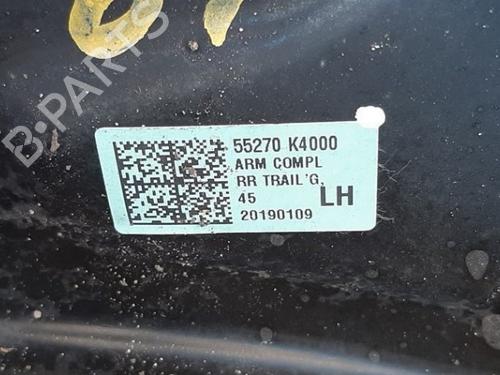 B-PARTS
55270 K4000
ARM COMPL
RR TRAIL'G,
45 LH
20190109